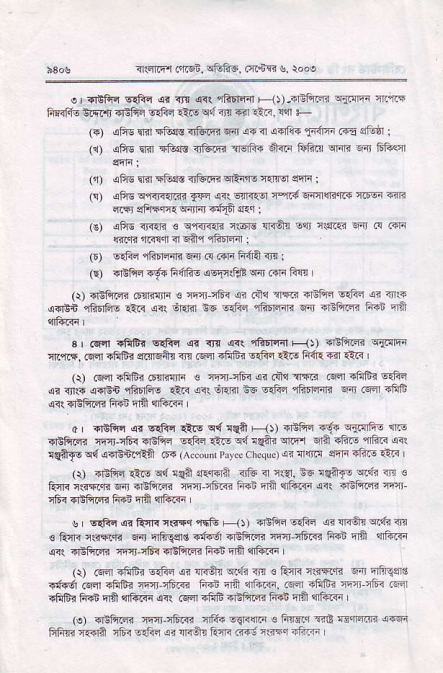 ৯৪০৬ বাংলাদেশ গেজেট, অতিরিক্ত, সেপ্টেম্বর ৬, ২০০৩
৩। কাউন্সিল তহবিল এর ব্যয় এবং পরিচালনা।—(১) কাউন্সিলের অনুমোদন সাপেক্ষে
নিম্নবর্ণিত উদ্দেশ্যে কাউন্সিল তহবিল হইতে অর্থ ব্যয় করা হইবে, যথা ঃ—
(ক) এসিড দ্বারা ক্ষতিগ্রস্ত ব্যক্তিদের জন্য এক বা একাধিক পুনর্বাসন কেন্দ্র প্রতিষ্ঠা ;
(খ) এসিড দ্বারা ক্ষতিগ্রস্ত ব্যক্তিদের স্বাভাবিক জীবনে ফিরিয়ে আনার জন্য চিকিৎসা
প্রদান ;
(গ) এসিড দ্বারা ক্ষতিগ্রস্ত ব্যক্তিদের আইনগত সহায়তা প্রদান ;
(ঘ) এসিড অপব্যবহারের কুফল এবং ভয়াবহতা সম্পর্কে জনসাধারণকে সচেতন করার
লক্ষ্যে প্রশিক্ষণসহ অন্যান্য কর্মসূচী গ্রহণ ;
(ঙ) এসিড ব্যবহার ও অপব্যবহার সংক্রান্ত যাবতীয় তথ্য সংগ্রহের জন্য যে কোন
ধরণের গবেষণা বা জরীপ পরিচালনা ;
(চ) তহবিল পরিচালনার জন্য যে কোন নির্বাহী ব্যয় ;
(ছ) কাউন্সিল কর্তৃক নির্ধারিত এতদ্‌সংশ্লিষ্ট অন্য কোন বিষয়।
(২) কাউন্সিলের চেয়ারম্যান ও সদস্য-সচিব এর যৌথ স্বাক্ষরে কাউন্সিল তহবিল এর ব্যাংক
একাউন্ট পরিচালিত হইবে এবং তাঁহারা উক্ত তহবিল পরিচালনার জন্য কাউন্সিলের নিকট দায়ী
থাকিবেন।
৪। জেলা কমিটির তহবিল এর ব্যয় এবং পরিচালনা।—(১) কাউন্সিলের অনুমোদন
সাপেক্ষে, জেলা কমিটির প্রয়োজনীয় ব্যয় জেলা কমিটির তহবিল হইতে নির্বাহ করা হইবে।
(২) জেলা কমিটির চেয়ারম্যান ও সদস্য-সচিব এর যৌথ স্বাক্ষরে জেলা কমিটির তহবিল
এর ব্যাংক একাউন্ট পরিচালিত হইবে এবং তাঁহারা উক্ত তহবিল পরিচালনার জন্য জেলা কমিটি
এবং কাউন্সিলের নিকট দায়ী থাকিবেন।
৫। কাউন্সিল এর তহবিল হইতে অর্থ মঞ্জুরী।—(১) কাউন্সিল কর্তৃক অনুমোদিত খাতে
কাউন্সিলের সদস্য-সচিব কাউন্সিল তহবিল হইতে অর্থ মঞ্জুরীর আদেশ জারী করিতে পারিবে এবং
মঞ্জুরীকৃত অর্থ একাউন্টপেইয়ী চেক (Account Payee Cheque) এর মাধ্যমে প্রদান করিতে হইবে।
(২) কাউন্সিল হইতে অর্থ মঞ্জুরী গ্রহণকারী ব্যক্তি বা সংস্থা, উক্ত মঞ্জুরীকৃত অর্থের ব্যয় ও
হিসাব সংরক্ষণের জন্য কাউন্সিলের সদস্য-সচিবের নিকট দায়ী থাকিবেন এবং কাউন্সিলের সদস্য-
সচিব কাউন্সিলের নিকট দায়ী থাকিবেন।
৬। তহবিল এর হিসাব সংরক্ষণ পদ্ধতি।—(১) কাউন্সিল তহবিল এর যাবতীয় অর্থের ব্যয়
ও হিসাব সংরক্ষণের জন্য দায়িত্বপ্রাপ্ত কর্মকর্তা কাউন্সিলের সদস্য-সচিবের নিকট দায়ী থাকিবেন
এবং কাউন্সিলের সদস্য-সচিব কাউন্সিলের নিকট দায়ী থাকিবেন।
(২) জেলা কমিটির তহবিল এর যাবতীয় অর্থের ব্যয় ও হিসাব সংরক্ষণের জন্য দায়িত্বপ্রাপ্ত
কর্মকর্তা জেলা কমিটির সদস্য-সচিবের নিকট দায়ী থাকিবেন, জেলা কমিটির সদস্য-সচিব জেলা
কমিটির নিকট দায়ী থাকিবেন এবং জেলা কমিটি কাউন্সিলের নিকট দায়ী থাকিবেন।
(৩) কাউন্সিলের সদস্য-সচিবের সার্বিক তত্ত্বাবধানে ও নিয়ন্ত্রণে স্বরাষ্ট্র মন্ত্রণালয়ের একজন
সিনিয়র সহকারী সচিব তহবিল এর যাবতীয় হিসাব রেকর্ড সংরক্ষণ করিবেন।